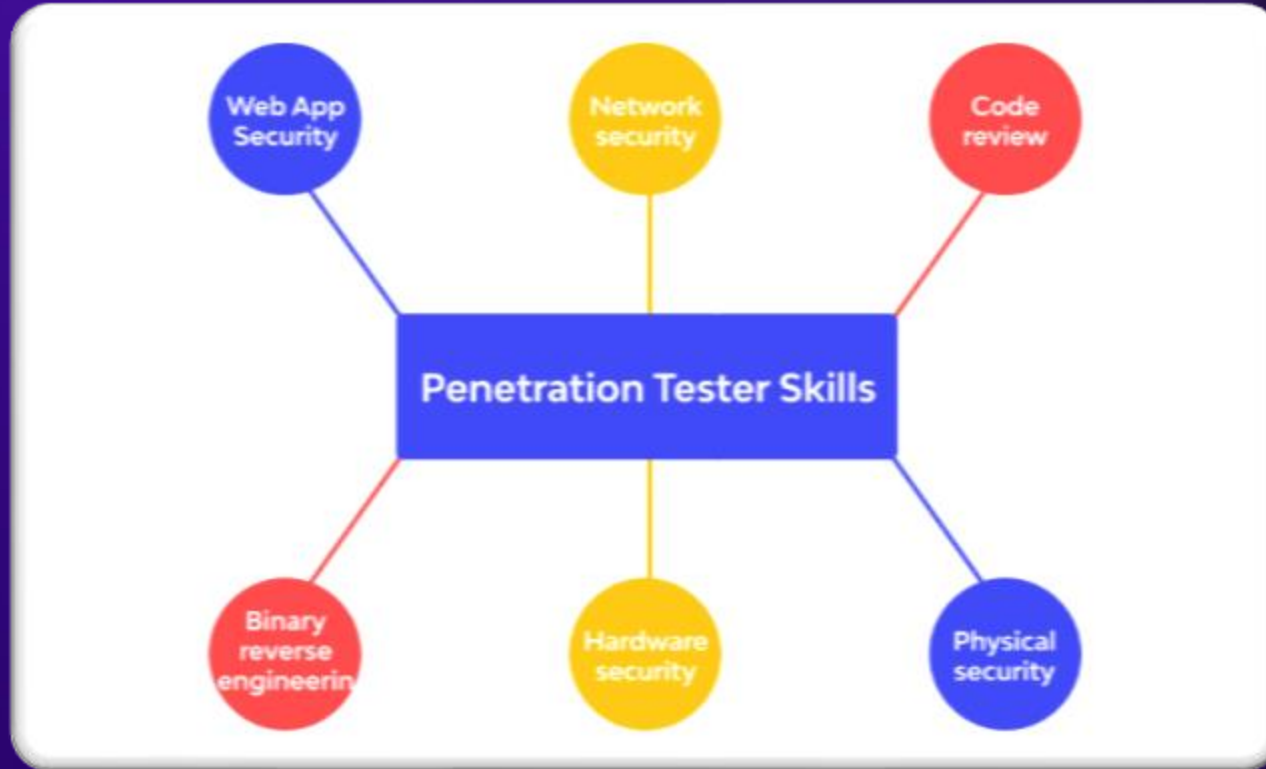 Web App
Security
Network
security
Code
review
Penetration Tester Skills
Binary
reverse
engineerin
Hardware
security
Physical
security